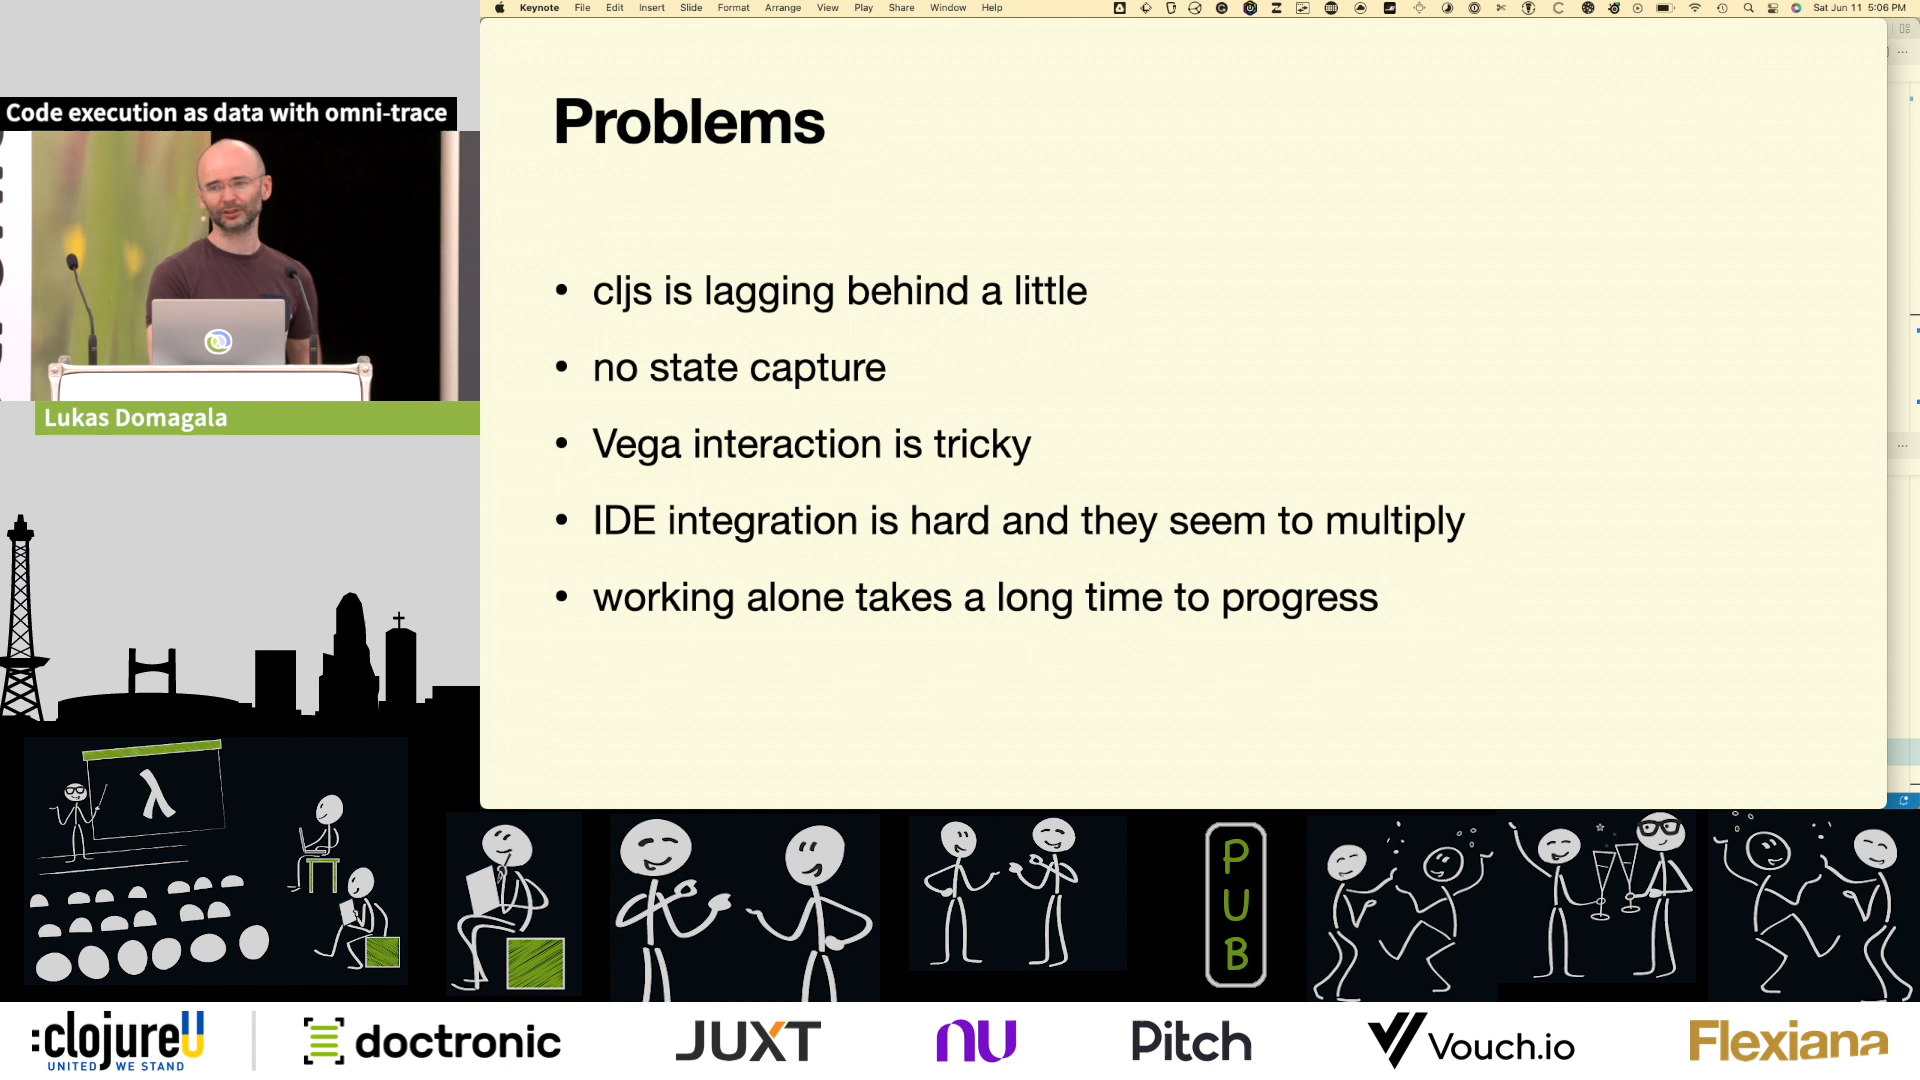 Keynote File Edit Insert Slide Format Arrange View Play Share Window Help
Sat Jun 11 5:06 PM
Code execution as data with omni-trace
Lukas Domagala
Problems
• cljs is lagging behind a little
• no state capture
• Vega interaction is tricky
• IDE integration is hard and they seem to multiply
• working alone takes a long time to progress
λ
PUB
:clojureU
UNITED WE STAND
doctronic
JUXT
nu
Pitch
Vouch.io
Flexiana